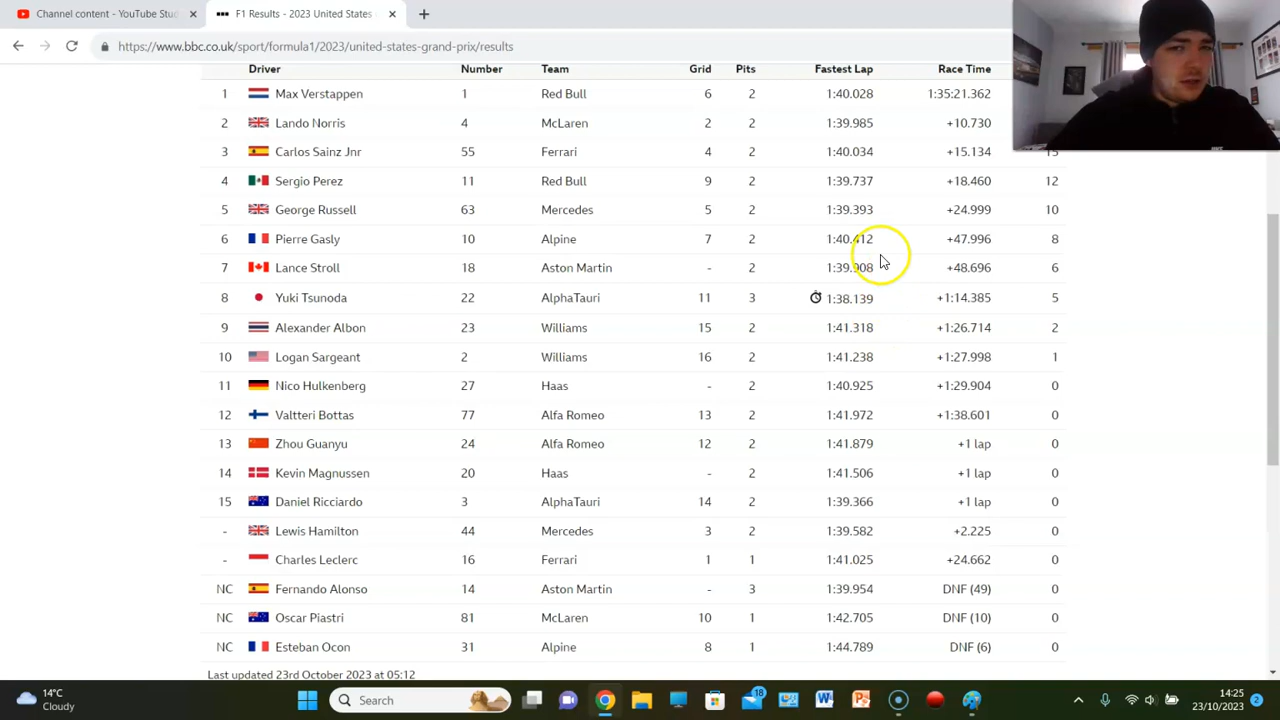 Channel content - YouTube Stud
F1 Results - 2023 United States
https://www.bbc.co.uk/sport/formula1/2023/united-states-grand-prix/results
Driver Number Team Grid Pits Fastest Lap Race Time
1 Max Verstappen 1 Red Bull 6 2 1:40.028 1:35:21.362
2 Lando Norris 4 McLaren 2 2 1:39.985 +10.730
3 Carlos Sainz Jnr 55 Ferrari 4 2 1:40.034 +15.134 15
4 Sergio Perez 11 Red Bull 9 2 1:39.737 +18.460 12
5 George Russell 63 Mercedes 5 2 1:39.393 +24.999 10
6 Pierre Gasly 10 Alpine 7 2 1:40.412 +47.996 8
7 Lance Stroll 18 Aston Martin - 2 1:39.908 +48.696 6
8 Yuki Tsunoda 22 AlphaTauri 11 3 1:38.139 +1:14.385 5
9 Alexander Albon 23 Williams 15 2 1:41.318 +1:26.714 2
10 Logan Sargeant 2 Williams 16 2 1:41.238 +1:27.998 1
11 Nico Hulkenberg 27 Haas - 2 1:40.925 +1:29.904 0
12 Valtteri Bottas 77 Alfa Romeo 13 2 1:41.972 +1:38.601 0
13 Zhou Guanyu 24 Alfa Romeo 12 2 1:41.879 +1 lap 0
14 Kevin Magnussen 20 Haas - 2 1:41.506 +1 lap 0
15 Daniel Ricciardo 3 AlphaTauri 14 2 1:39.366 +1 lap 0
- Lewis Hamilton 44 Mercedes 3 2 1:39.582 +2.225 0
- Charles Leclerc 16 Ferrari 1 1 1:41.025 +24.662 0
NC Fernando Alonso 14 Aston Martin - 3 1:39.954 DNF (49) 0
NC Oscar Piastri 81 McLaren 10 1 1:42.705 DNF (10) 0
NC Esteban Ocon 31 Alpine 8 1 1:44.789 DNF (6) 0
Last updated 23rd October 2023 at 05:12
14°C
Cloudy
Search
18
14:25
23/10/2023
2